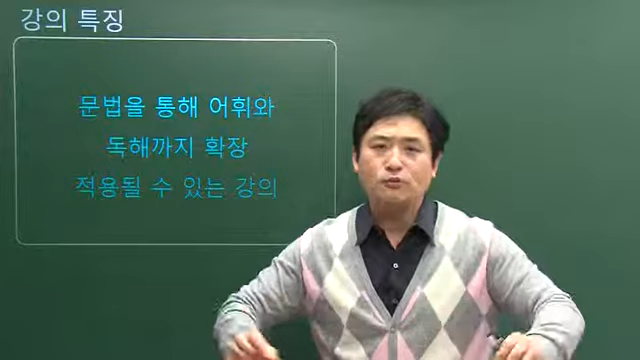 강의 특징
문법을 통해 어휘와
독해까지 확장
적용될 수 있는 강의